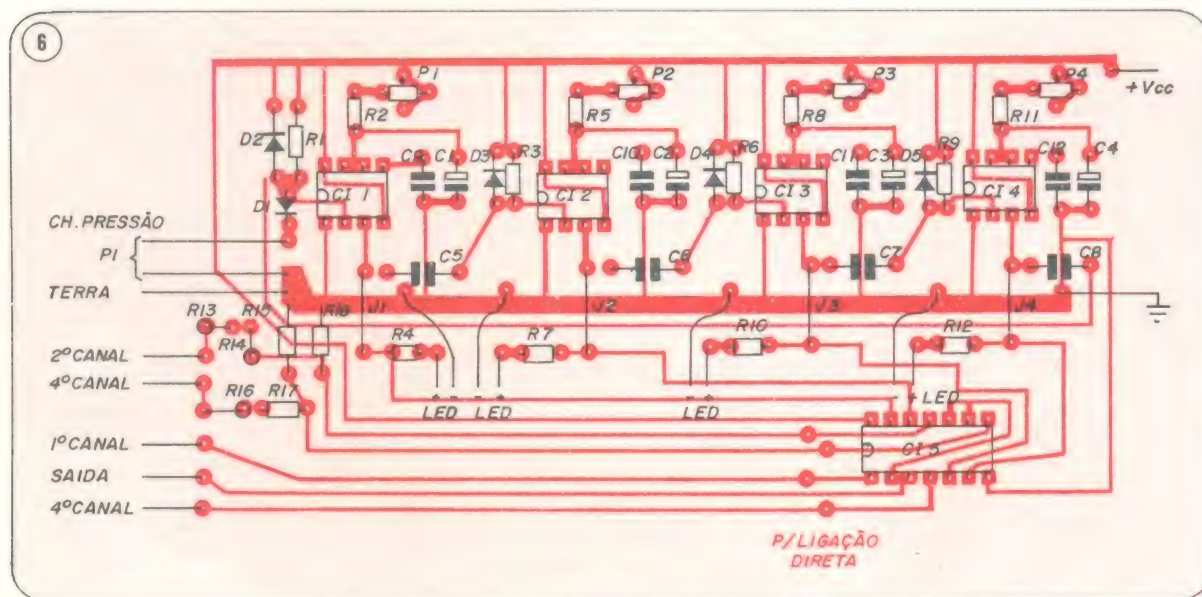 6
P1
P2
P3
P4
+Vcc
R2
R5
R8
R11
D2
R1
C9
C1
D3
R3
C10
C2
D4
R6
C11
C3
D5
R9
C12
C4
CI 1
CI 2
CI 3
CI 4
D1
CH. PRESSÃO
P1
C5
C6
C7
C8
TERRA
J1
J2
J3
J4
R13
R15
R18
R14
R4
R7
R10
R12
2º CANAL
4º CANAL
R16
R17
+ -
- +
- +
- +
LED
LED
LED
LED
1º CANAL
CI 5
SAIDA
4º CANAL
P/LIGAÇÃO
DIRETA